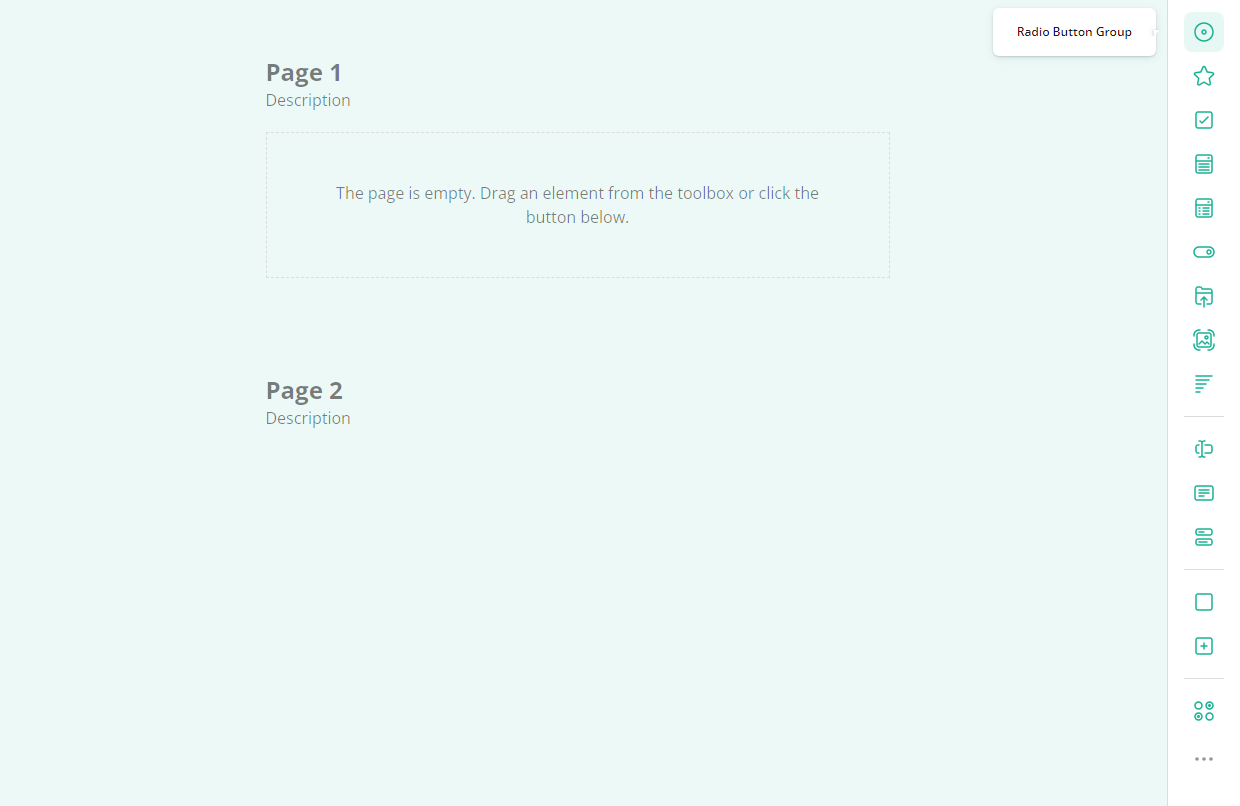 Radio Button Group
Page 1
Description
The page is empty. Drag an element from the toolbox or click the
button below.
Page 2
Description